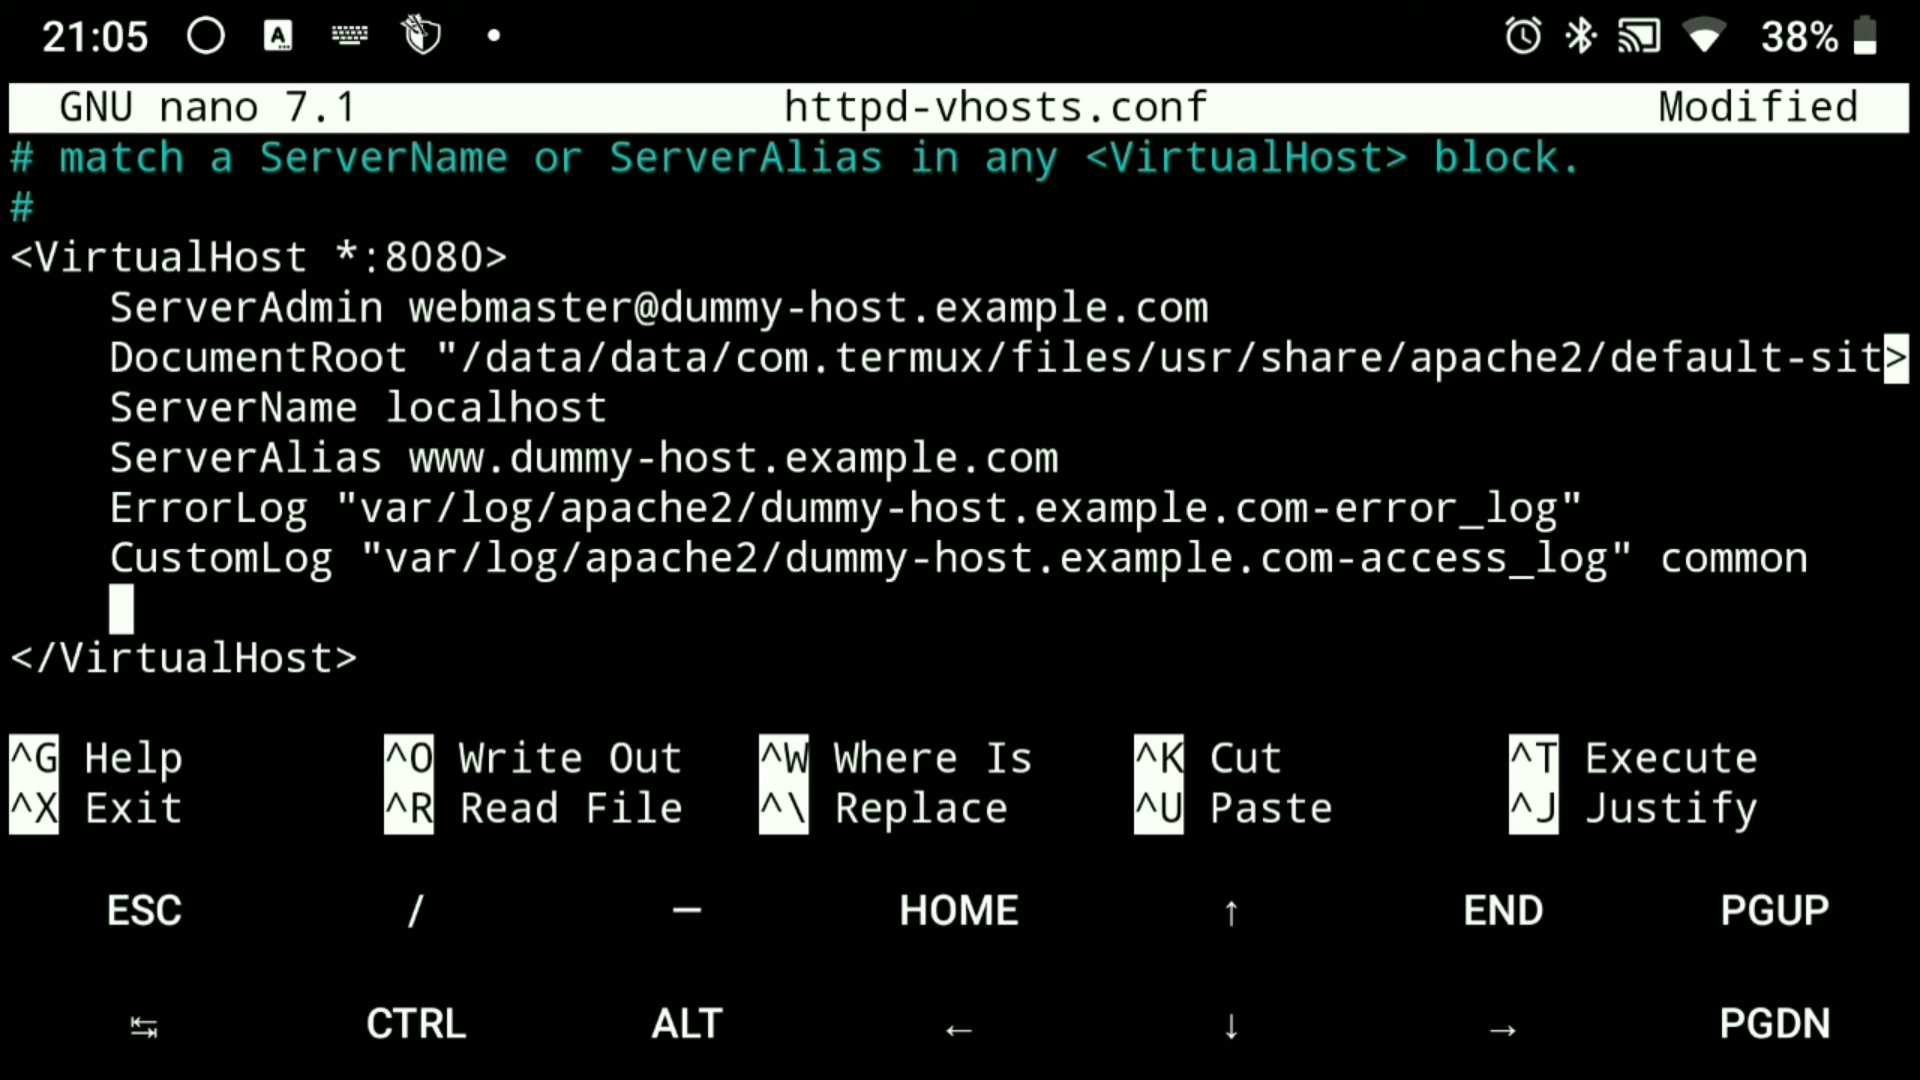 21:05 A 38%
GNU nano 7.1 httpd-vhosts.conf Modified
# match a ServerName or ServerAlias in any <VirtualHost> block.
#
<VirtualHost *:8080>
    ServerAdmin webmaster@dummy-host.example.com
    DocumentRoot "/data/data/com.termux/files/usr/share/apache2/default-sit>
    ServerName localhost
    ServerAlias www.dummy-host.example.com
    ErrorLog "var/log/apache2/dummy-host.example.com-error_log"
    CustomLog "var/log/apache2/dummy-host.example.com-access_log" common
</VirtualHost>
^G Help ^O Write Out ^W Where Is ^K Cut ^T Execute
^X Exit ^R Read File ^\ Replace ^U Paste ^J Justify
ESC / — HOME ↑ END PGUP
↹ CTRL ALT ← ↓ → PGDN